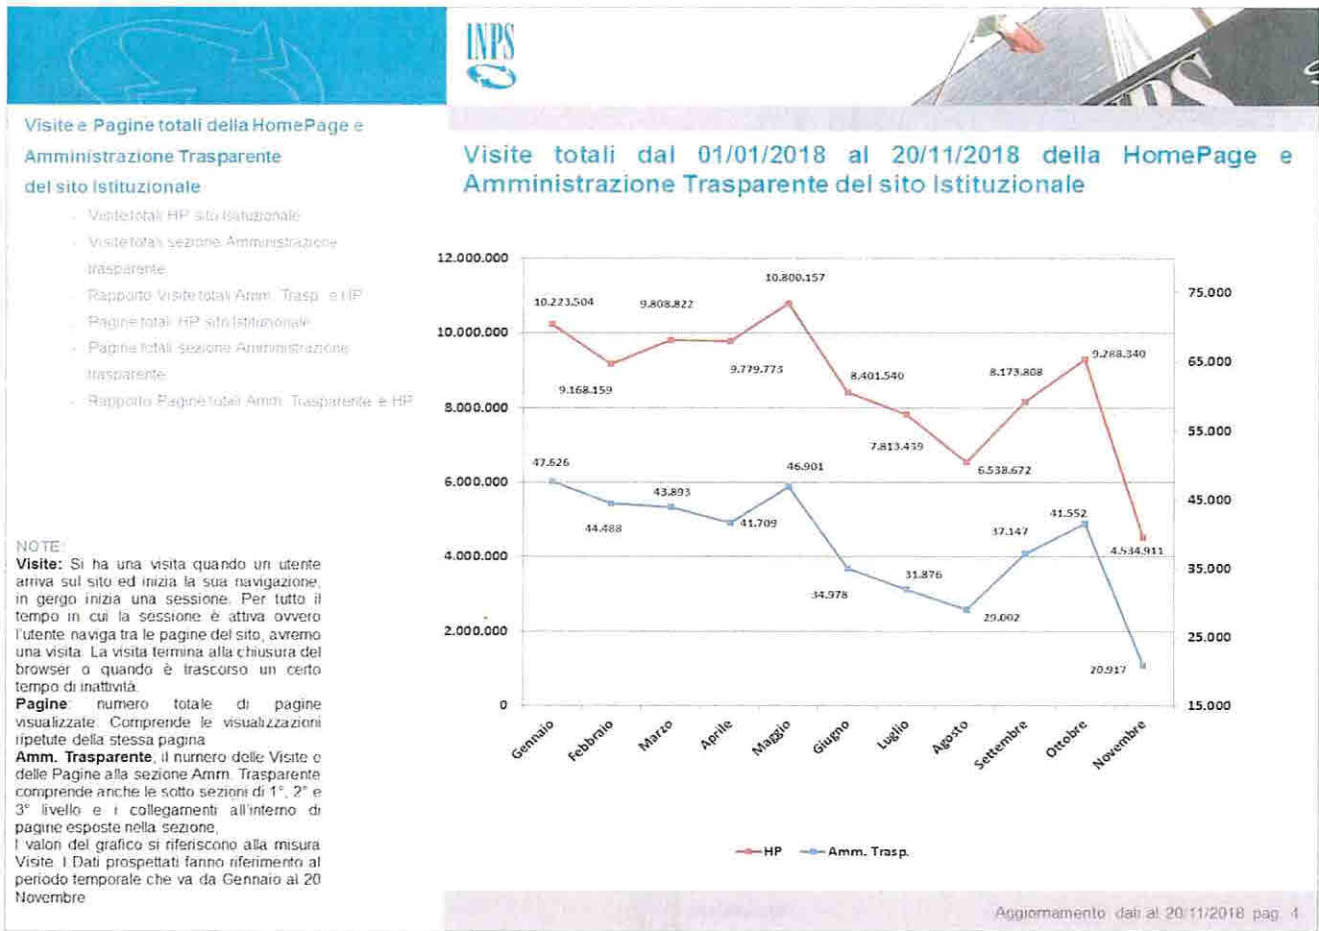 INPS
Visite e Pagine totali della HomePage e
Amministrazione Trasparente
del sito Istituzionale
- Visite totali HP sito Istituzionale
- Visite totali sezione Amministrazione
trasparente
- Rapporto Visite totali Amm. Trasp. e HP
- Pagine totali HP sito Istituzionale
- Pagine totali sezione Amministrazione
trasparente
- Rapporto Pagine totali Amm. Trasparente e HP
NOTE:
Visite: Si ha una visita quando un utente
arriva sul sito ed inizia la sua navigazione,
in gergo inizia una sessione. Per tutto il
tempo in cui la sessione è attiva ovvero
l'utente naviga tra le pagine del sito, avremo
una visita. La visita termina alla chiusura del
browser o quando è trascorso un certo
tempo di inattività.
Pagine: numero totale di pagine
visualizzate. Comprende le visualizzazioni
ripetute della stessa pagina
Amm. Trasparente, il numero delle Visite e
delle Pagine alla sezione Amm. Trasparente
comprende anche le sotto sezioni di 1°, 2° e
3° livello e i collegamenti all'interno di
pagine esposte nella sezione,
I valori del grafico si riferiscono alla misura
Visite. I Dati prospettati fanno riferimento al
periodo temporale che va da Gennaio al 20
Novembre
Visite totali dal 01/01/2018 al 20/11/2018 della HomePage e
Amministrazione Trasparente del sito Istituzionale
12.000.000
10.000.000
8.000.000
6.000.000
4.000.000
2.000.000
0
75.000
65.000
55.000
45.000
35.000
25.000
15.000
10.223.504
9.168.159
9.808.822
9.779.773
10.800.157
8.401.540
7.813.439
6.538.672
8.173.808
9.288.340
4.534.911
47.626
44.488
43.893
41.709
46.901
34.978
31.876
29.002
37.147
41.552
20.917
Gennaio
Febbraio
Marzo
Aprile
Maggio
Giugno
Luglio
Agosto
Settembre
Ottobre
Novembre
HP
Amm. Trasp.
Aggiornamento dati al 20/11/2018 pag. 4